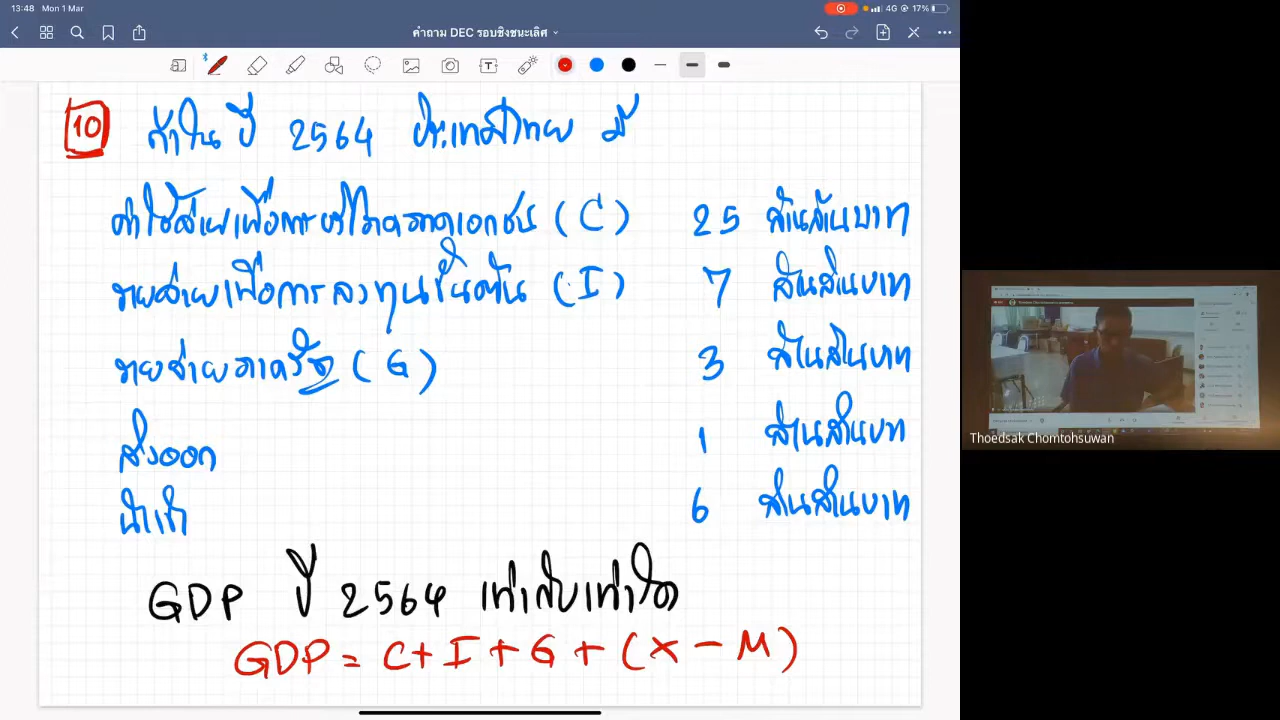 13:48 Mon 1 Mar
4G 17%
คำถาม DEC รอบชิงชนะเลิศ
10 ถ้าใน ปี 2564 ประเทศไทย มี
ค่าใช้จ่ายเพื่อการบริโภคภาคเอกชน (C) 25 ล้านล้านบาท
รายจ่ายเพื่อการลงทุนขั้นต้น (I) 7 ล้านล้านบาท
รายจ่ายภาครัฐ (G) 3 ล้านล้านบาท
ส่งออก 1 ล้านล้านบาท
นำเข้า 6 ล้านล้านบาท
GDP ปี 2564 เท่ากับเท่าใด
GDP = C + I + G + (X - M)
Thoedsak Chomtohsuwan